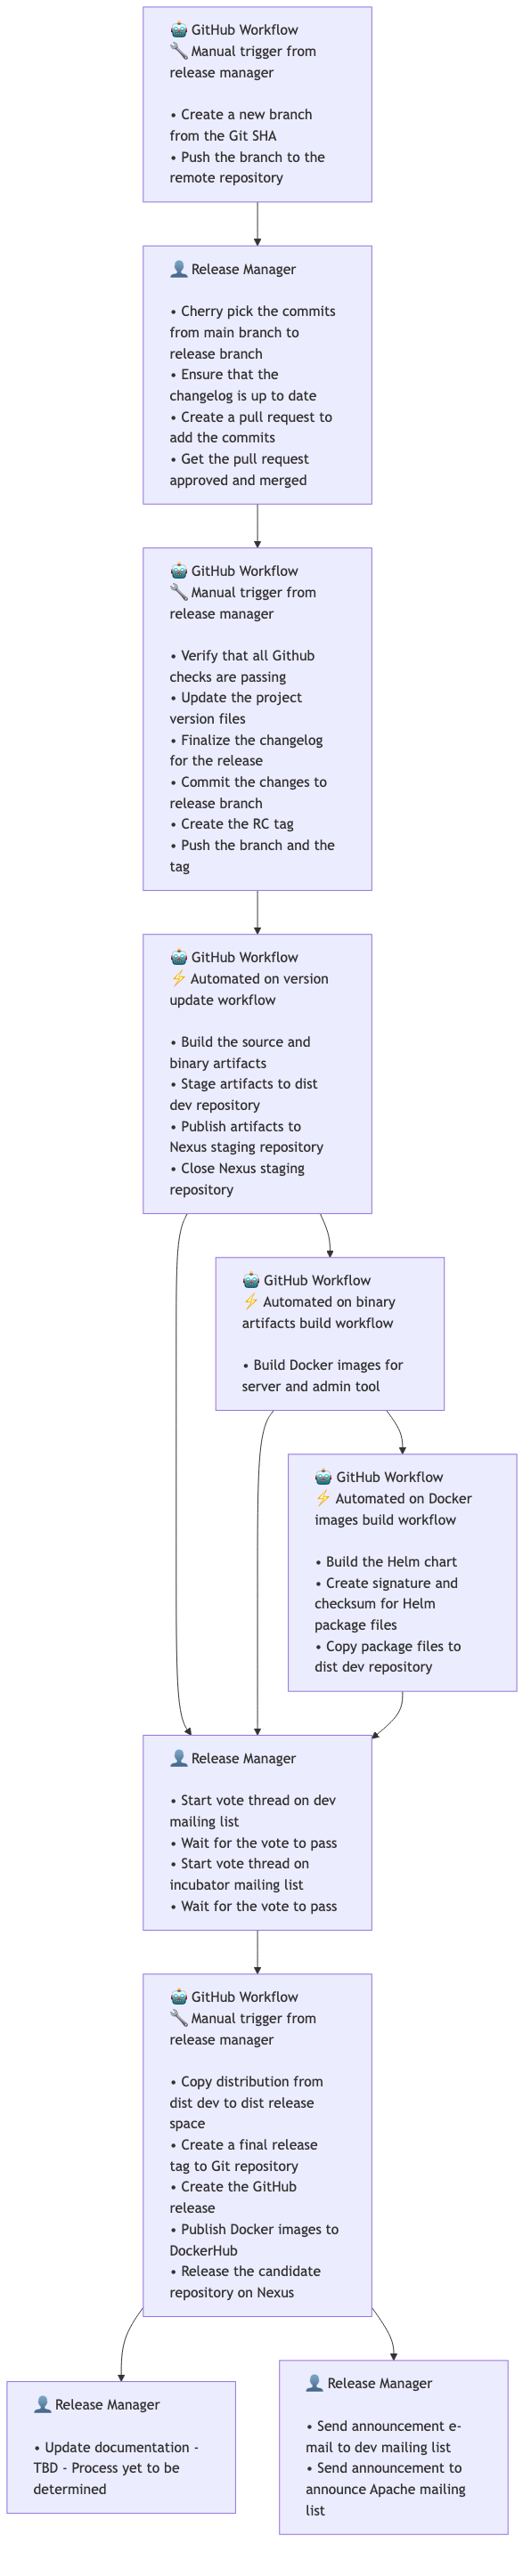 🤖 GitHub Workflow
🔧 Manual trigger from
release manager
• Create a new branch
from the Git SHA
• Push the branch to the
remote repository
👤 Release Manager
• Cherry pick the commits
from main branch to
release branch
• Ensure that the
changelog is up to date
• Create a pull request to
add the commits
• Get the pull request
approved and merged
🤖 GitHub Workflow
🔧 Manual trigger from
release manager
• Verify that all Github
checks are passing
• Update the project
version files
• Finalize the changelog
for the release
• Commit the changes to
release branch
• Create the RC tag
• Push the branch and the
tag
🤖 GitHub Workflow
⚡ Automated on version
update workflow
• Build the source and
binary artifacts
• Stage artifacts to dist
dev repository
• Publish artifacts to
Nexus staging repository
• Close Nexus staging
repository
🤖 GitHub Workflow
⚡ Automated on binary
artifacts build workflow
• Build Docker images for
server and admin tool
🤖 GitHub Workflow
⚡ Automated on Docker
images build workflow
• Build the Helm chart
• Create signature and
checksum for Helm
package files
• Copy package files to
dist dev repository
👤 Release Manager
• Start vote thread on dev
mailing list
• Wait for the vote to pass
• Start vote thread on
incubator mailing list
• Wait for the vote to pass
🤖 GitHub Workflow
🔧 Manual trigger from
release manager
• Copy distribution from
dist dev to dist release
space
• Create a final release
tag to Git repository
• Create the GitHub
release
• Publish Docker images to
DockerHub
• Release the candidate
repository on Nexus
👤 Release Manager
• Update documentation -
TBD - Process yet to be
determined
👤 Release Manager
• Send announcement e-
mail to dev mailing list
• Send announcement to
announce Apache mailing
list